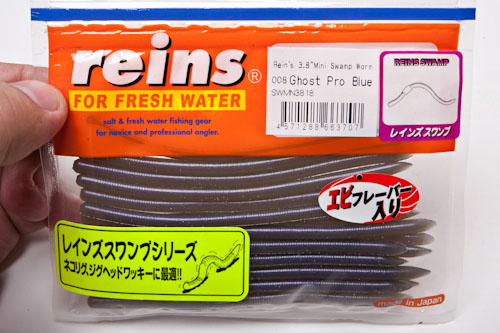 reins®
FOR FRESH WATER
salt & fresh water fishing gear
for novice and professional angler.
Rein's 3.8"Mini Swamp Worm
008 Ghost Pro Blue
SWMN3818
4571288663707
REINS SWAMP
レインズスワンプ
エビフレーバー
入り
レインズスワンプシリーズ
ネコリグ、ジグヘッドワッキーに最適!!
made in Japan